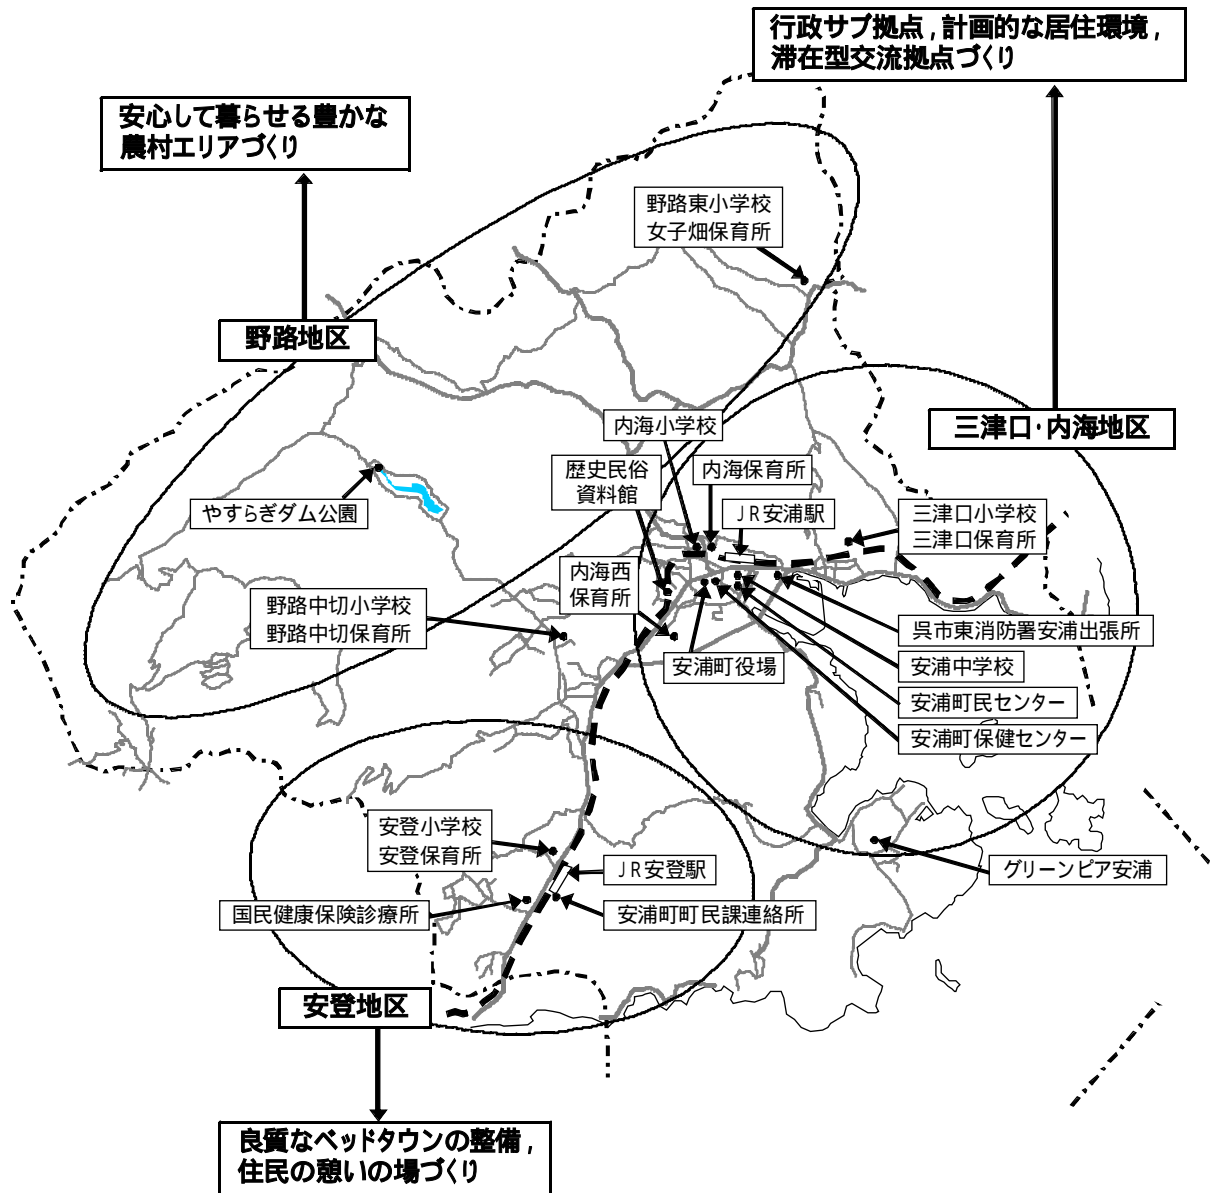 行政サブ拠点，計画的な居住環境，
滞在型交流拠点づくり
安心して暮らせる豊かな
農村エリアづくり
野路東小学校
女子畑保育所
野路地区
内海小学校
三津口・内海地区
歴史民俗
資料館
内海保育所
やすらぎダム公園
ＪＲ安浦駅
三津口小学校
三津口保育所
内海西
保育所
野路中切小学校
野路中切保育所
呉市東消防署安浦出張所
安浦町役場
安浦中学校
安浦町民センター
安浦町保健センター
安登小学校
安登保育所
ＪＲ安登駅
グリーンピア安浦
国民健康保険診療所
安浦町町民課連絡所
安登地区
良質なベッドタウンの整備，
住民の憩いの場づくり